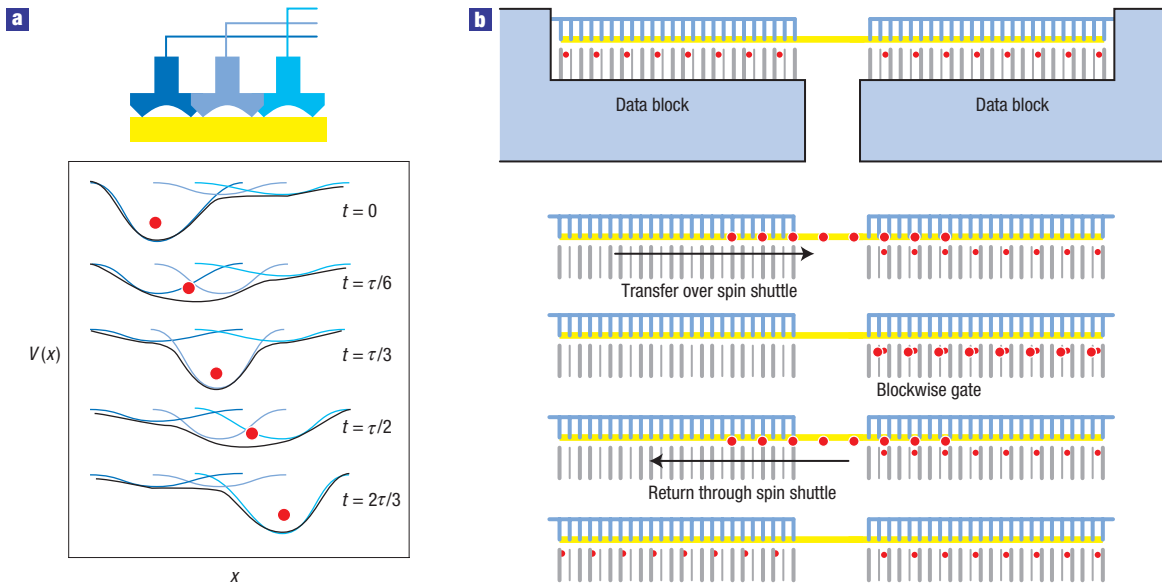 a
V(x)
t = 0
t = τ/6
t = τ/3
t = τ/2
t = 2τ/3
x
b
Data block
Data block
Transfer over spin shuttle
Blockwise gate
Return through spin shuttle